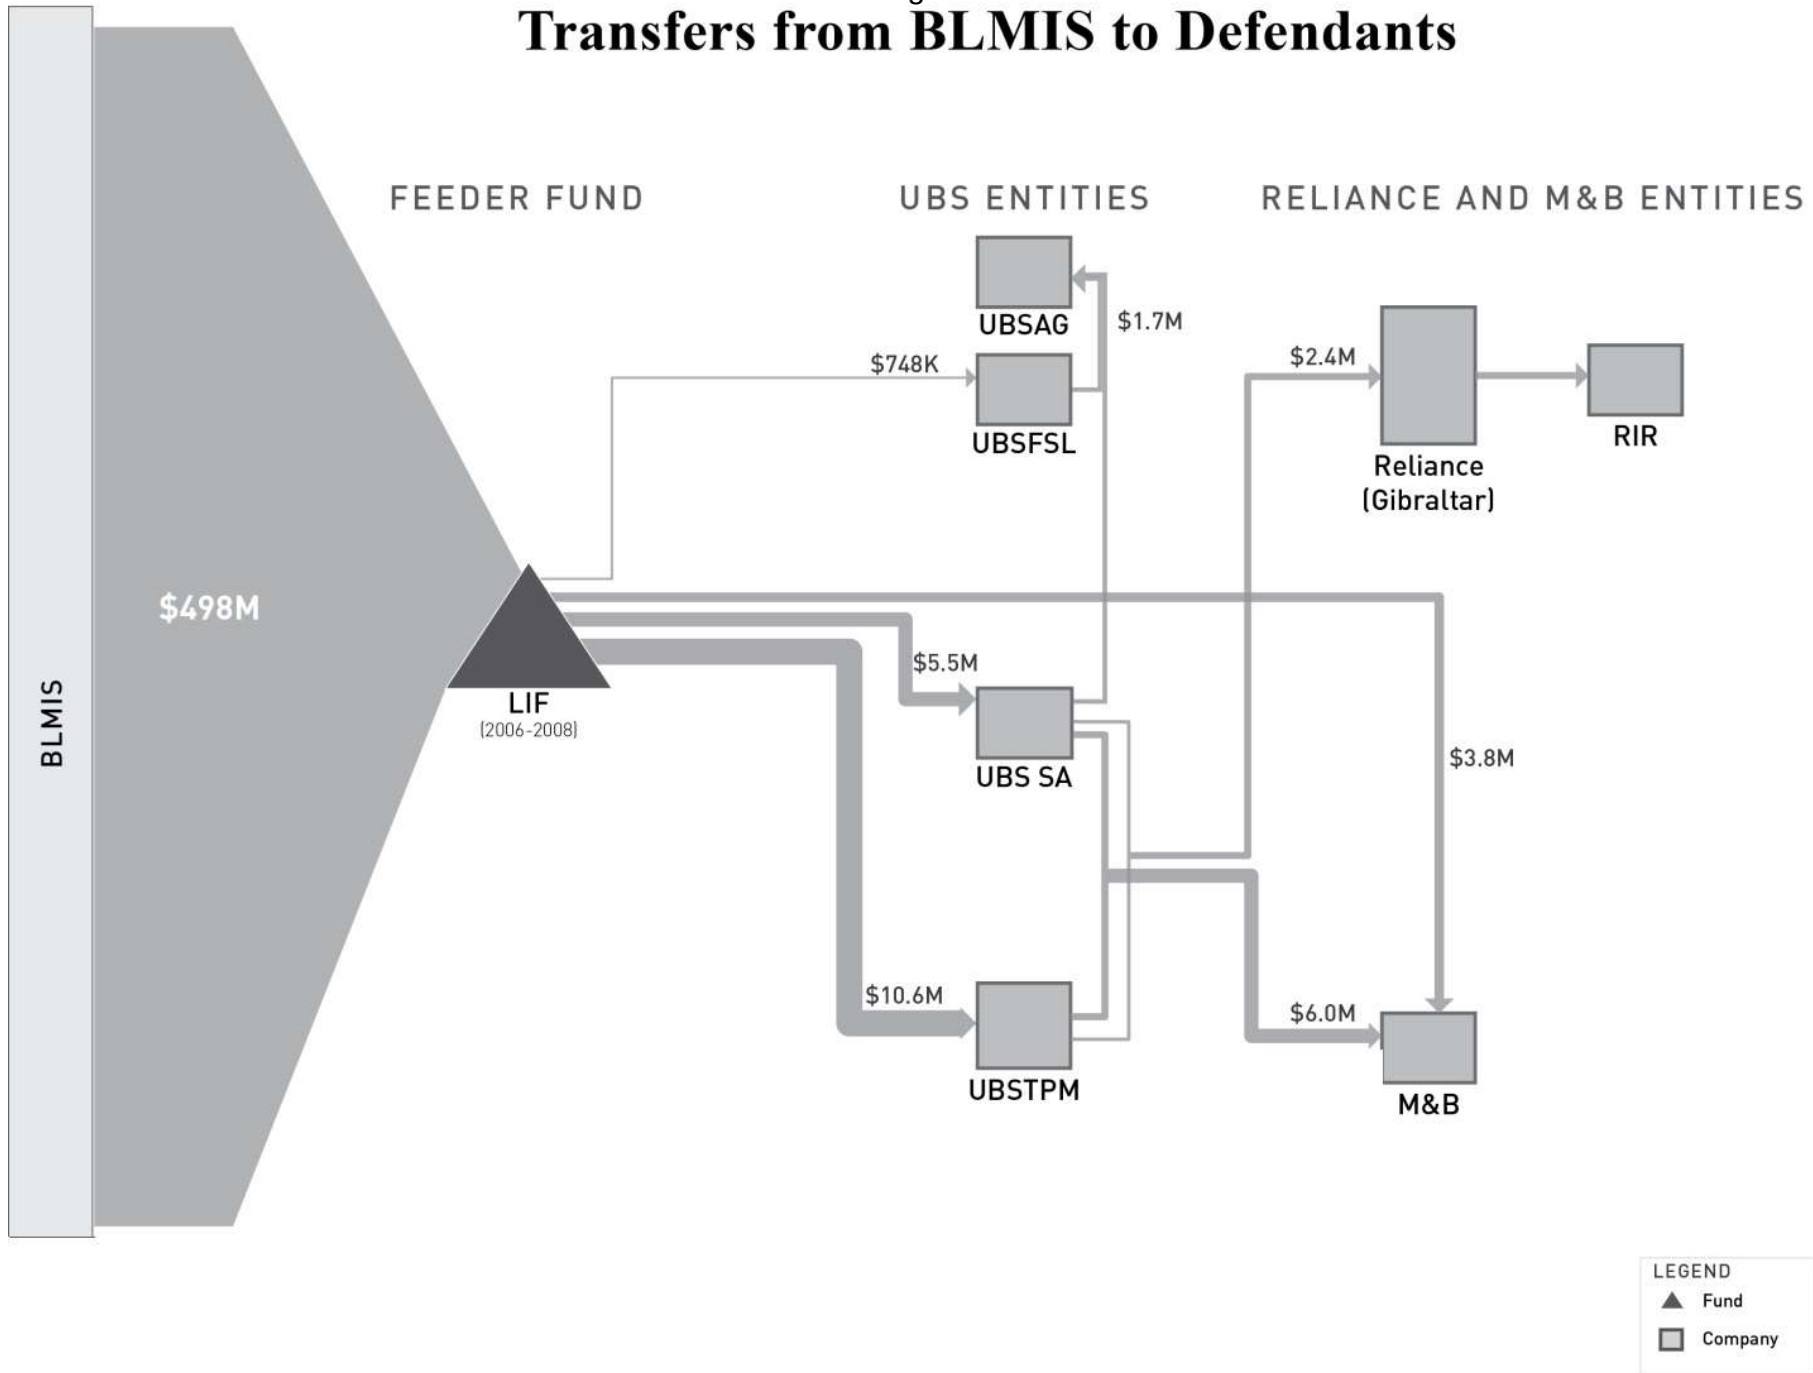 Transfers from BLMIS to Defendants
FEEDER FUND
UBS ENTITIES
RELIANCE AND M&B ENTITIES
UBSAG
$1.7M
$748K
UBSFSL
$2.4M
Reliance
(Gibraltar)
RIR
$498M
BLMIS
LIF
(2006-2008)
$5.5M
UBS SA
$3.8M
$10.6M
UBSTPM
$6.0M
M&B
LEGEND
Fund
Company